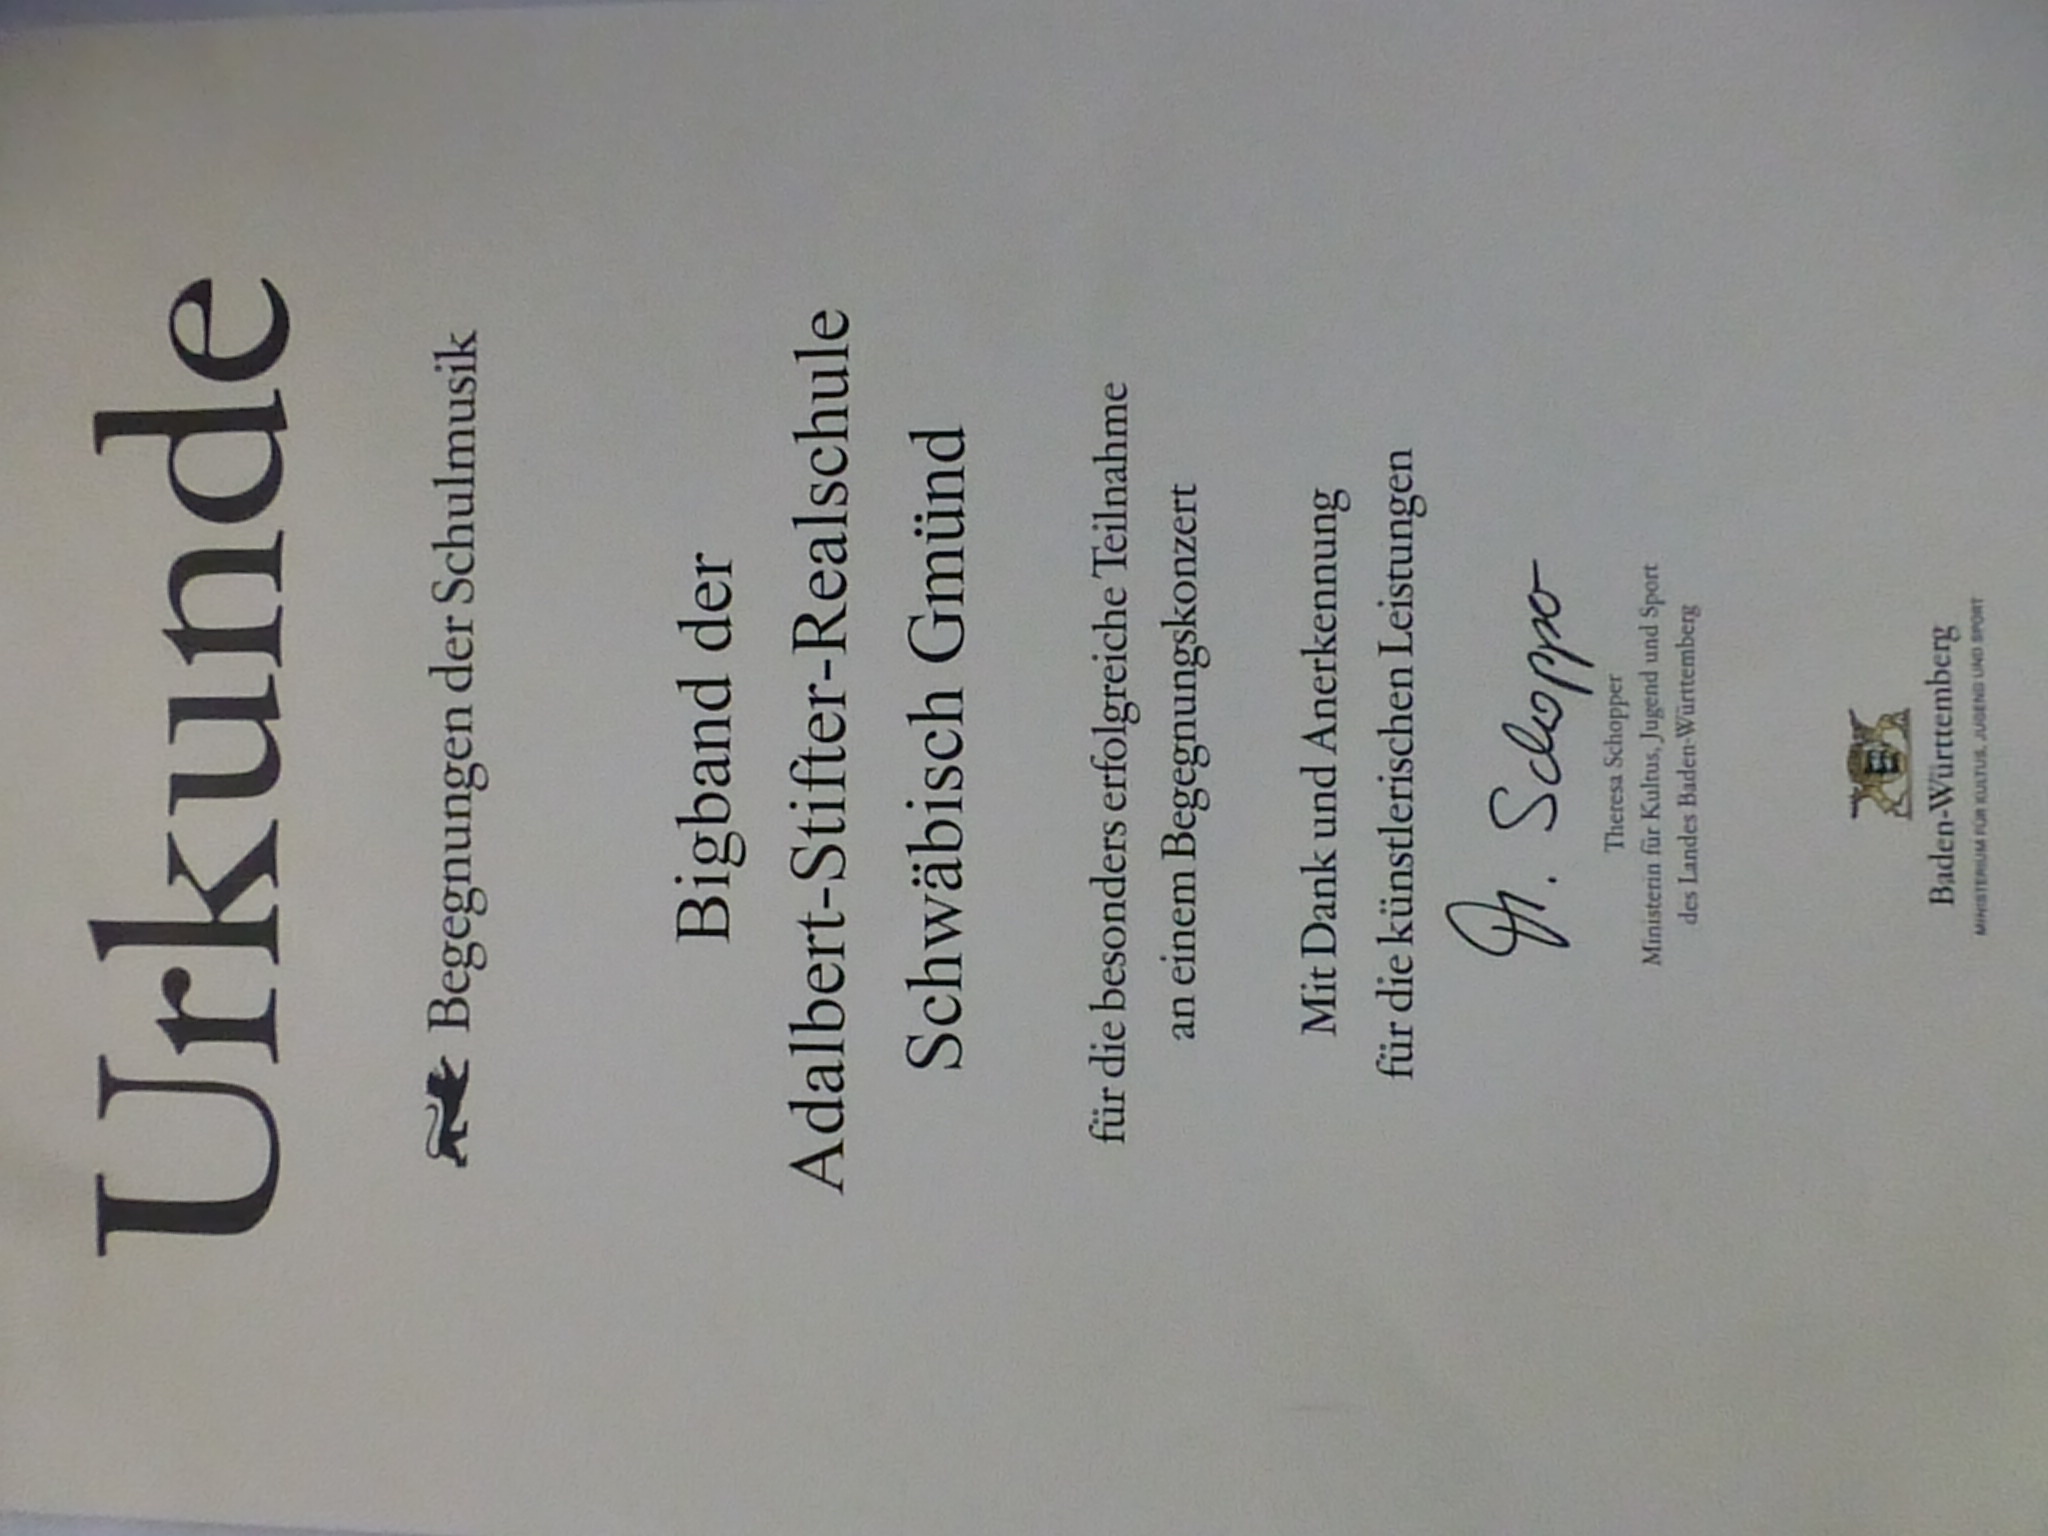 Urkunde
Begegnungen der Schulmusik
Bigband der
Adalbert-Stifter-Realschule
Schwäbisch Gmünd
für die besonders erfolgreiche Teilnahme
an einem Begegnungskonzert
Mit Dank und Anerkennung
für die künstlerischen Leistungen
Th. Schopper
Theresa Schopper
Ministerin für Kultus, Jugend und Sport
des Landes Baden-Württemberg
Baden-Württemberg
MINISTERIUM FÜR KULTUS, JUGEND UND SPORT